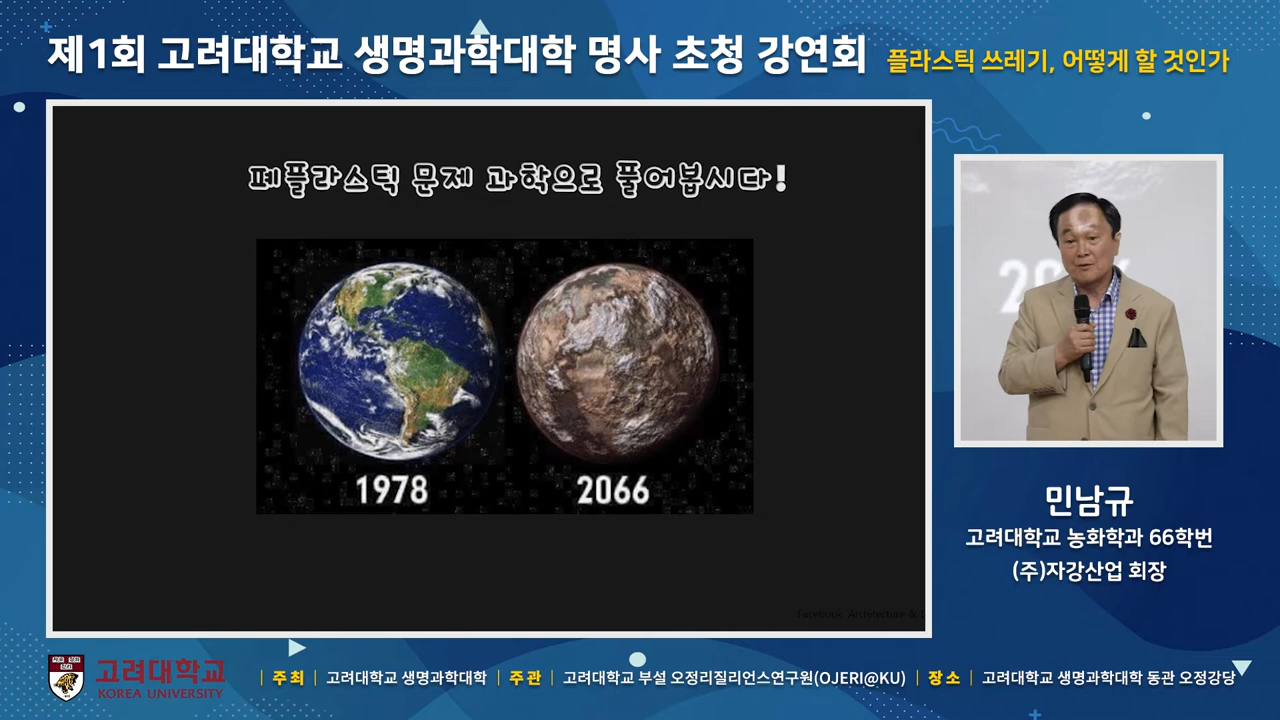 제1회 고려대학교 생명과학대학 명사 초청 강연회 플라스틱 쓰레기, 어떻게 할 것인가
폐플라스틱 문제 과학으로 풀어봅시다!
1978 2066
Facebook Architecture &
민남규
고려대학교 농화학과 66학번
(주)자강산업 회장
고려대학교
KOREA UNIVERSITY
| 주최 | 고려대학교 생명과학대학 | 주관 | 고려대학교 부설 오정리질리언스연구원(OJERI@KU) | 장소 | 고려대학교 생명과학대학 동관 오정강당